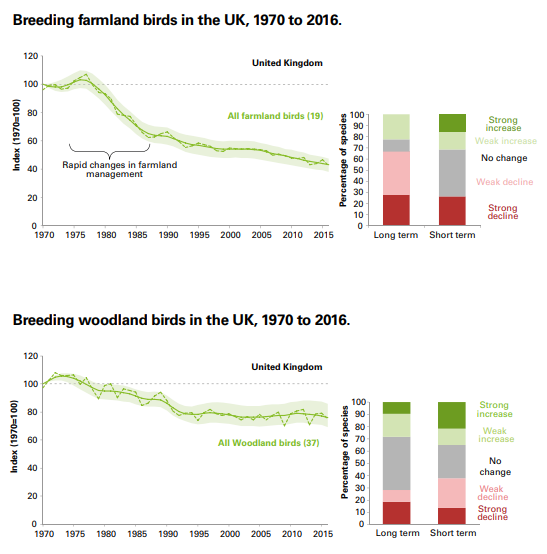 Breeding farmland birds in the UK, 1970 to 2016.
United Kingdom
All farmland birds (19)
Rapid changes in farmland
management
Index (1970=100)
120
100
80
60
40
20
0
1970 1975 1980 1985 1990 1995 2000 2005 2010 2015
Percentage of species
100
90
80
70
60
50
40
30
20
10
0
Long term Short term
Strong
increase
Weak increase
No change
Weak decline
Strong
decline
Breeding woodland birds in the UK, 1970 to 2016.
United Kingdom
All Woodland birds (37)
Index (1970=100)
120
100
80
60
40
20
0
1970 1975 1980 1985 1990 1995 2000 2005 2010 2015
Percentage of species
100
90
80
70
60
50
40
30
20
10
0
Long term Short term
Strong
increase
Weak
increase
No
change
Weak
decline
Strong
decline